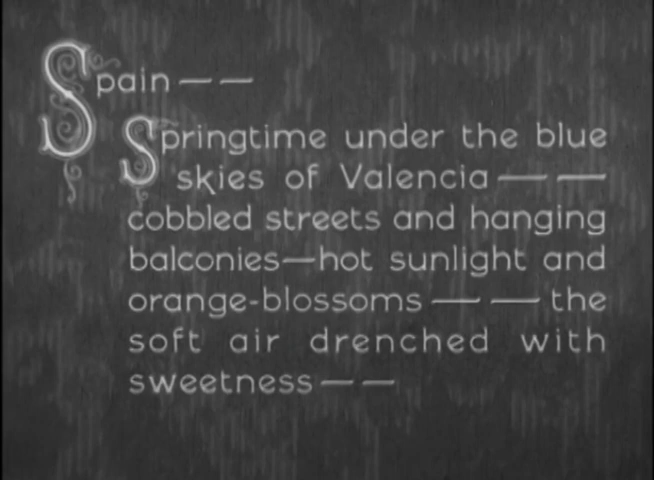 Spain — —
Springtime under the blue
skies of Valencia — —
cobbled streets and hanging
balconies—hot sunlight and
orange-blossoms — — the
soft air drenched with
sweetness — —